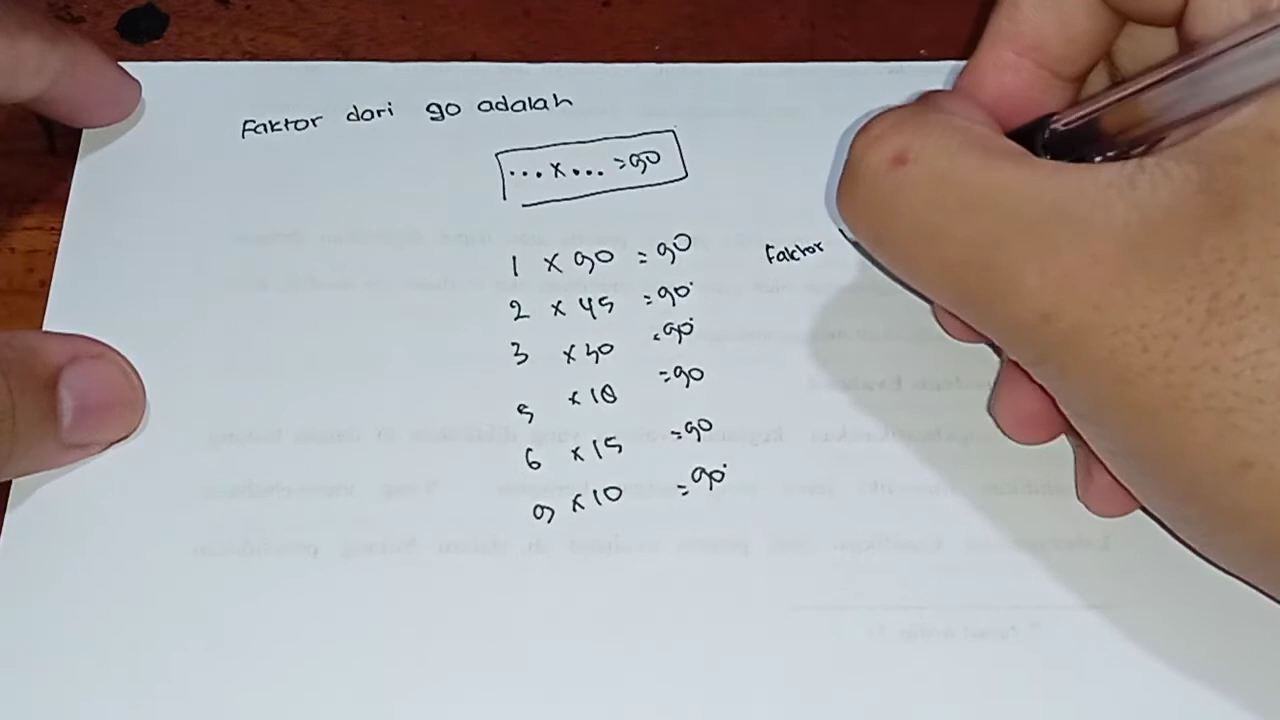 Faktor dari 90 adalah
...x... =90
1 x 90 = 90
2 x 45 = 90
3 x 30 = 90
5 x 18 = 90
6 x 15 = 90
9 x 10 = 90
Faktor